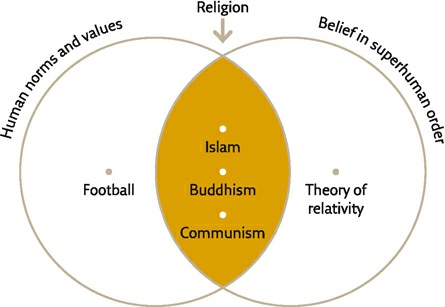 Religion
Human norms and values
Belief in superhuman order
Islam
Football
Buddhism
Theory of
relativity
Communism